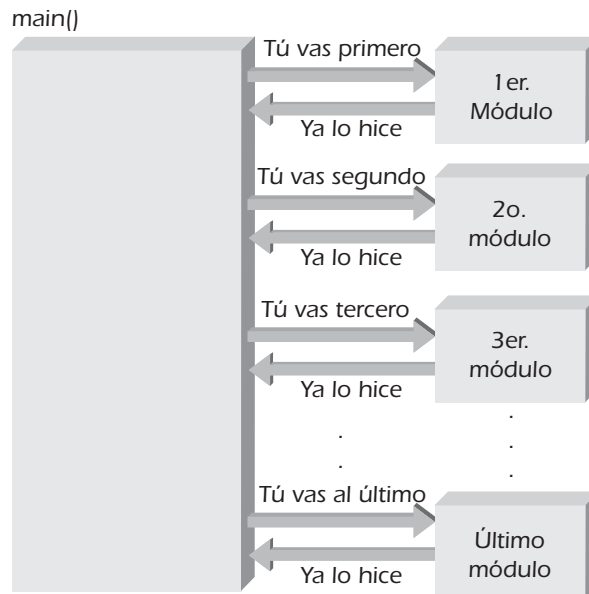 main()
Tú vas primero
1er.
Módulo
Ya lo hice
Tú vas segundo
2o.
módulo
Ya lo hice
Tú vas tercero
3er.
módulo
Ya lo hice
.
.
.
.
.
Tú vas al último
Último
módulo
Ya lo hice